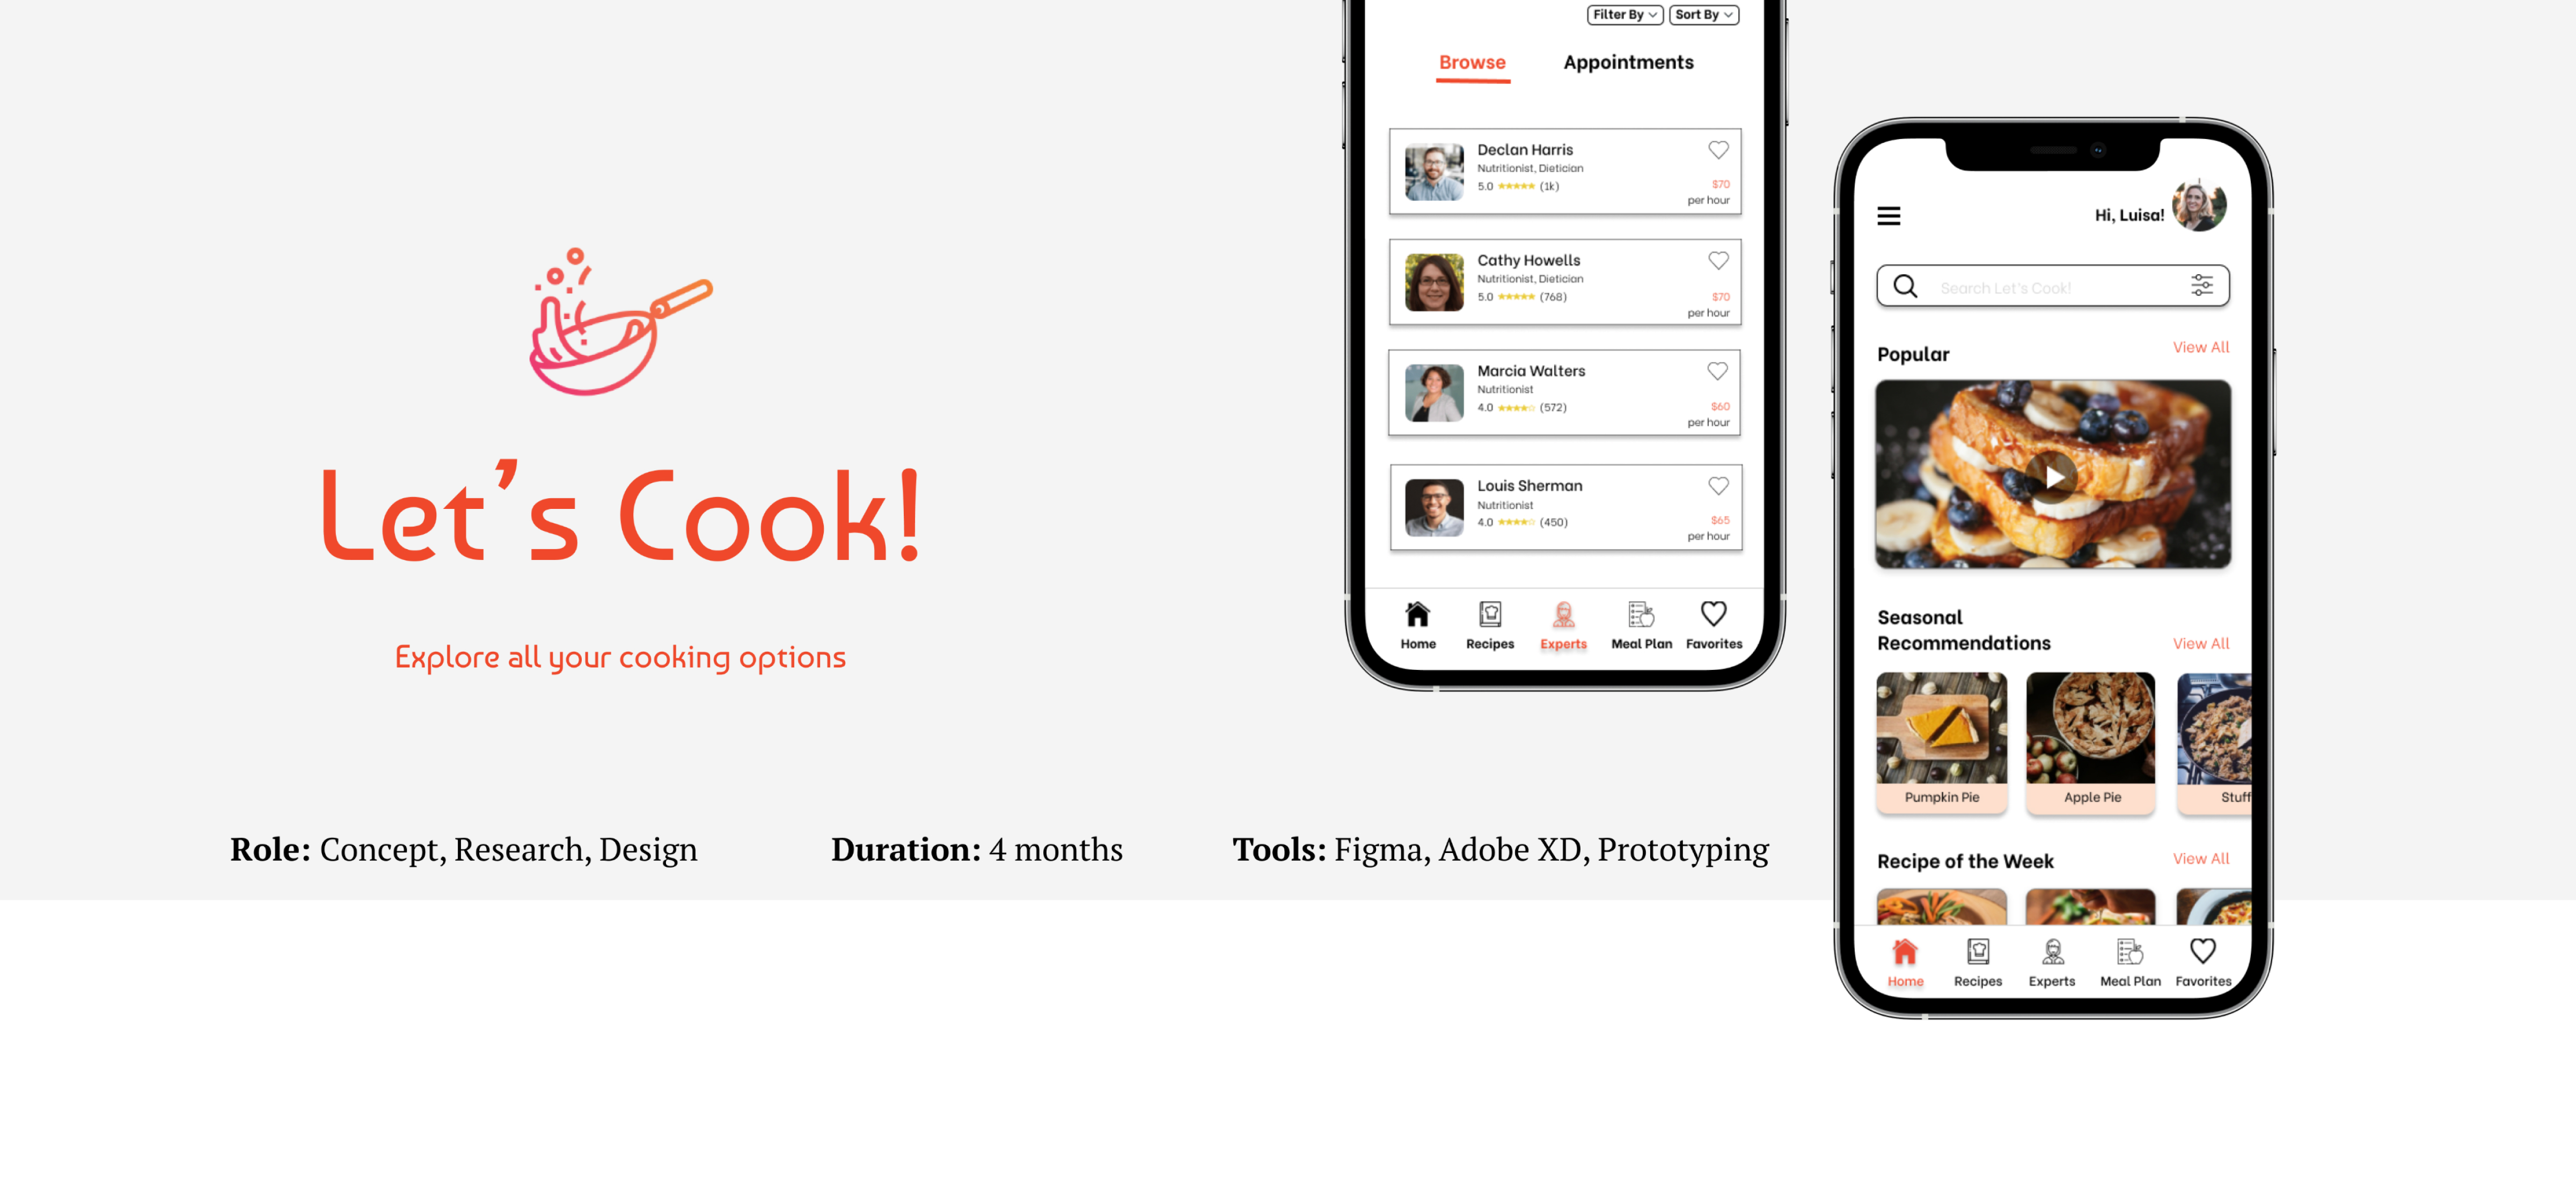 Let's Cook!
Explore all your cooking options
Role: Concept, Research, Design
Duration: 4 months
Tools: Figma, Adobe XD, Prototyping
Filter By
Sort By
Browse
Appointments
Declan Harris
Nutritionist, Dietician
5.0 ★★★★★ (1k)
$70
per hour
Cathy Howells
Nutritionist, Dietician
5.0 ★★★★★ (768)
$70
per hour
Marcia Walters
Nutritionist
4.0 ★★★★☆ (572)
$60
per hour
Louis Sherman
Nutritionist
4.0 ★★★★☆ (450)
$65
per hour
Home
Recipes
Experts
Meal Plan
Favorites
Hi, Luisa!
Search Let's Cook!
Popular
View All
Seasonal
Recommendations
View All
Pumpkin Pie
Apple Pie
Stuff
Recipe of the Week
View All
Home
Recipes
Experts
Meal Plan
Favorites